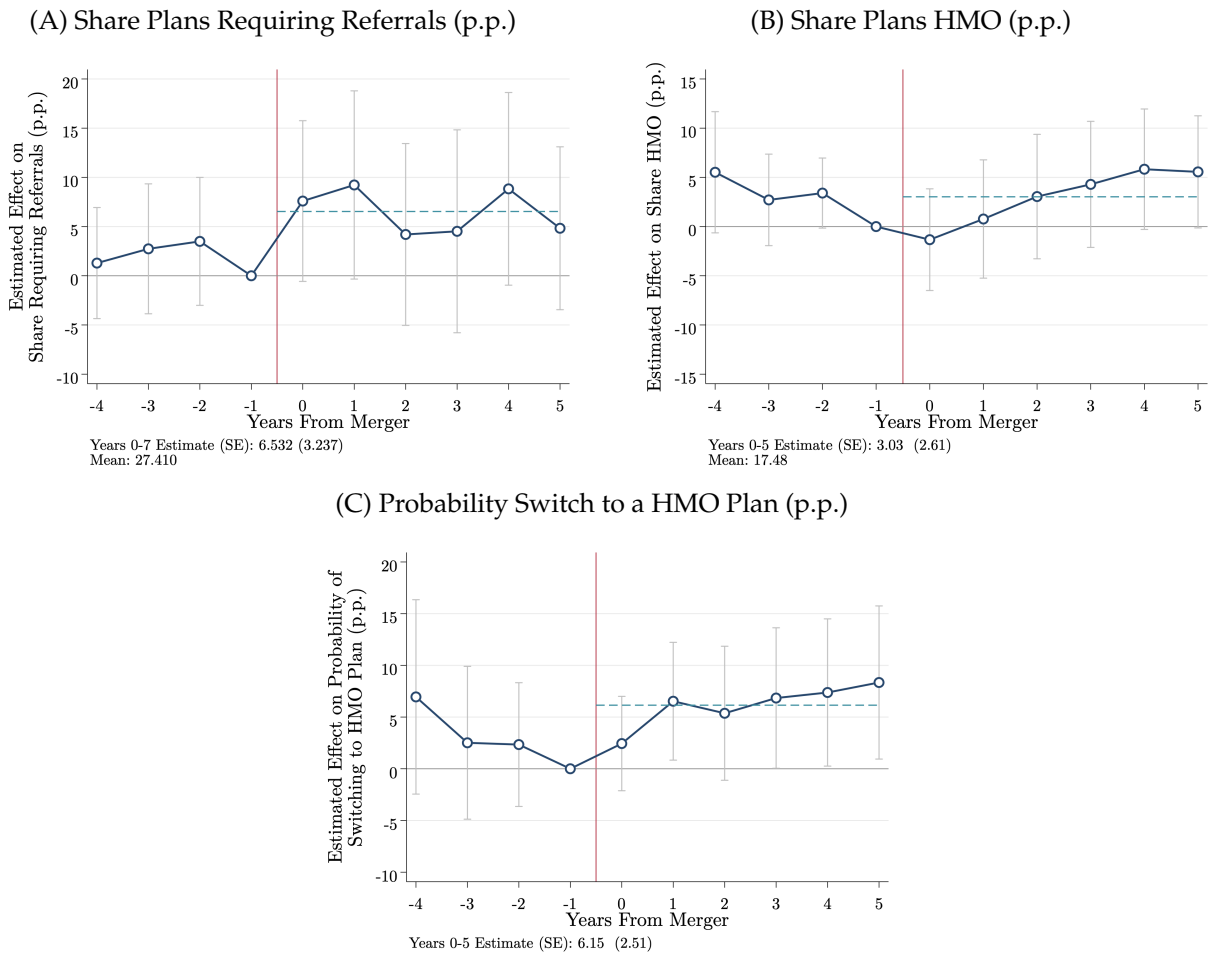 (A) Share Plans Requiring Referrals (p.p.)
Estimated Effect on
Share Requiring Referrals (p.p.)
20
15
10
5
0
-5
-10
-4 -3 -2 -1 0 1 2 3 4 5
Years From Merger
Years 0-7 Estimate (SE): 6.532 (3.237)
Mean: 27.410
(B) Share Plans HMO (p.p.)
Estimated Effect on Share HMO (p.p.)
15
10
5
0
-5
-10
-15
-4 -3 -2 -1 0 1 2 3 4 5
Years From Merger
Years 0-5 Estimate (SE): 3.03 (2.61)
Mean: 17.48
(C) Probability Switch to a HMO Plan (p.p.)
Estimated Effect on Probability of
Switching to HMO Plan (p.p.)
20
15
10
5
0
-5
-10
-4 -3 -2 -1 0 1 2 3 4 5
Years From Merger
Years 0-5 Estimate (SE): 6.15 (2.51)